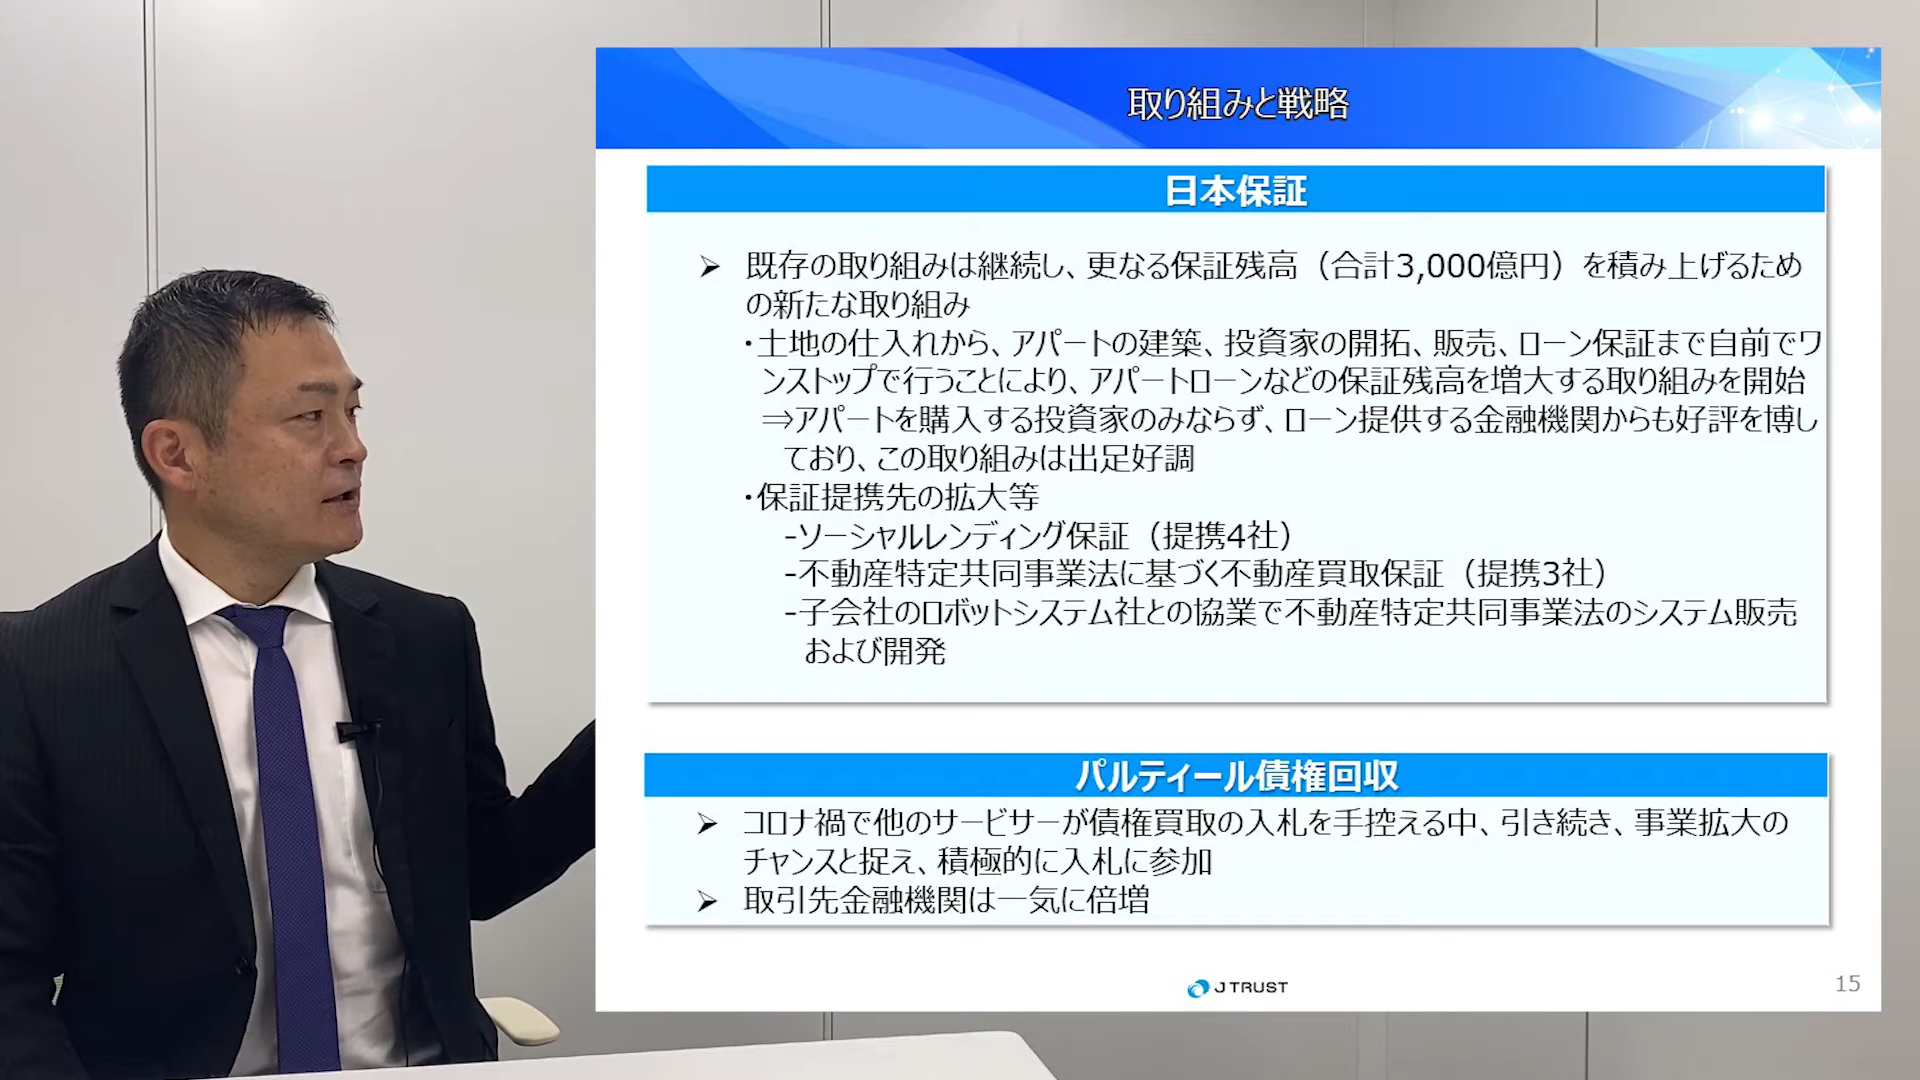 取り組みと戦略
日本保証
➢ 既存の取り組みは継続し、更なる保証残高（合計3,000億円）を積み上げるため
の新たな取り組み
・土地の仕入れから、アパートの建築、投資家の開拓、販売、ローン保証まで自前でワ
ンストップで行うことにより、アパートローンなどの保証残高を増大する取り組みを開始
⇒アパートを購入する投資家のみならず、ローン提供する金融機関からも好評を博し
ており、この取り組みは出足好調
・保証提携先の拡大等
-ソーシャルレンディング保証（提携4社）
-不動産特定共同事業法に基づく不動産買取保証（提携3社）
-子会社のロボットシステム社との協業で不動産特定共同事業法のシステム販売
および開発
パルティール債権回収
➢ コロナ禍で他のサービサーが債権買取の入札を手控える中、引き続き、事業拡大の
チャンスと捉え、積極的に入札に参加
➢ 取引先金融機関は一気に倍増
J TRUST
15